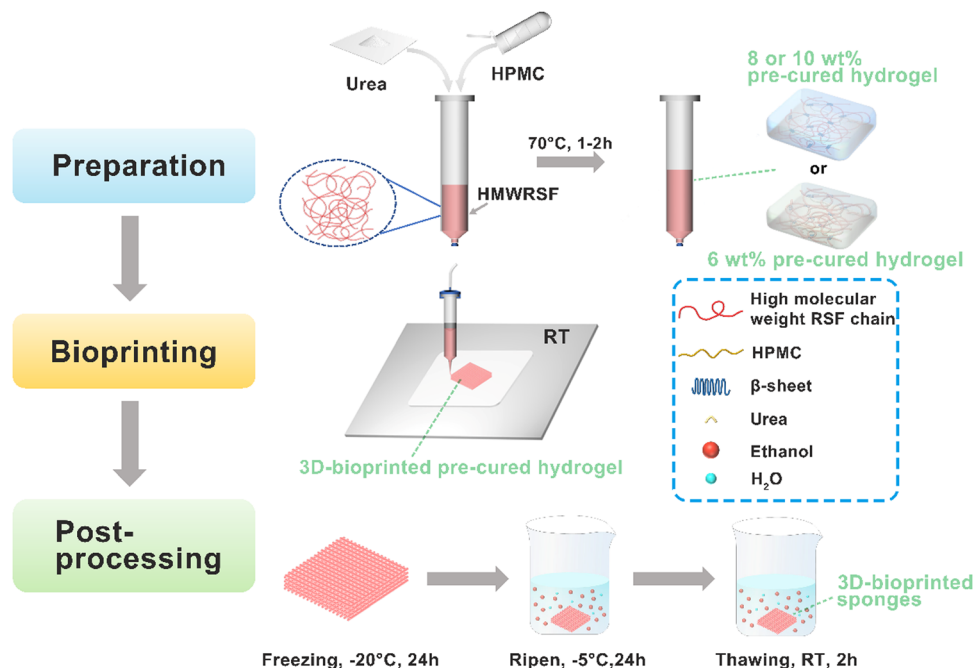 Urea
HPMC
8 or 10 wt%
pre-cured hydrogel
Preparation
70°C, 1-2h
HMWRSF
or
6 wt% pre-cured hydrogel
Bioprinting
RT
3D-bioprinted pre-cured hydrogel
High molecular
weight RSF chain
HPMC
β-sheet
Urea
Ethanol
H₂O
Post-
processing
3D-bioprinted
sponges
Freezing, -20°C, 24h
Ripen, -5°C,24h
Thawing, RT, 2h